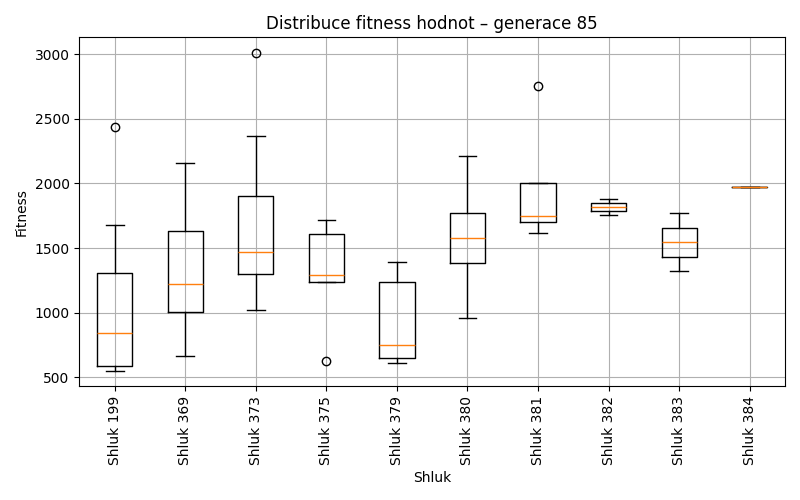 Distribuce fitness hodnot – generace 85
Fitness
3000
2500
2000
1500
1000
500
Shluk 199
Shluk 369
Shluk 373
Shluk 375
Shluk 379
Shluk 380
Shluk 381
Shluk 382
Shluk 383
Shluk 384
Shluk